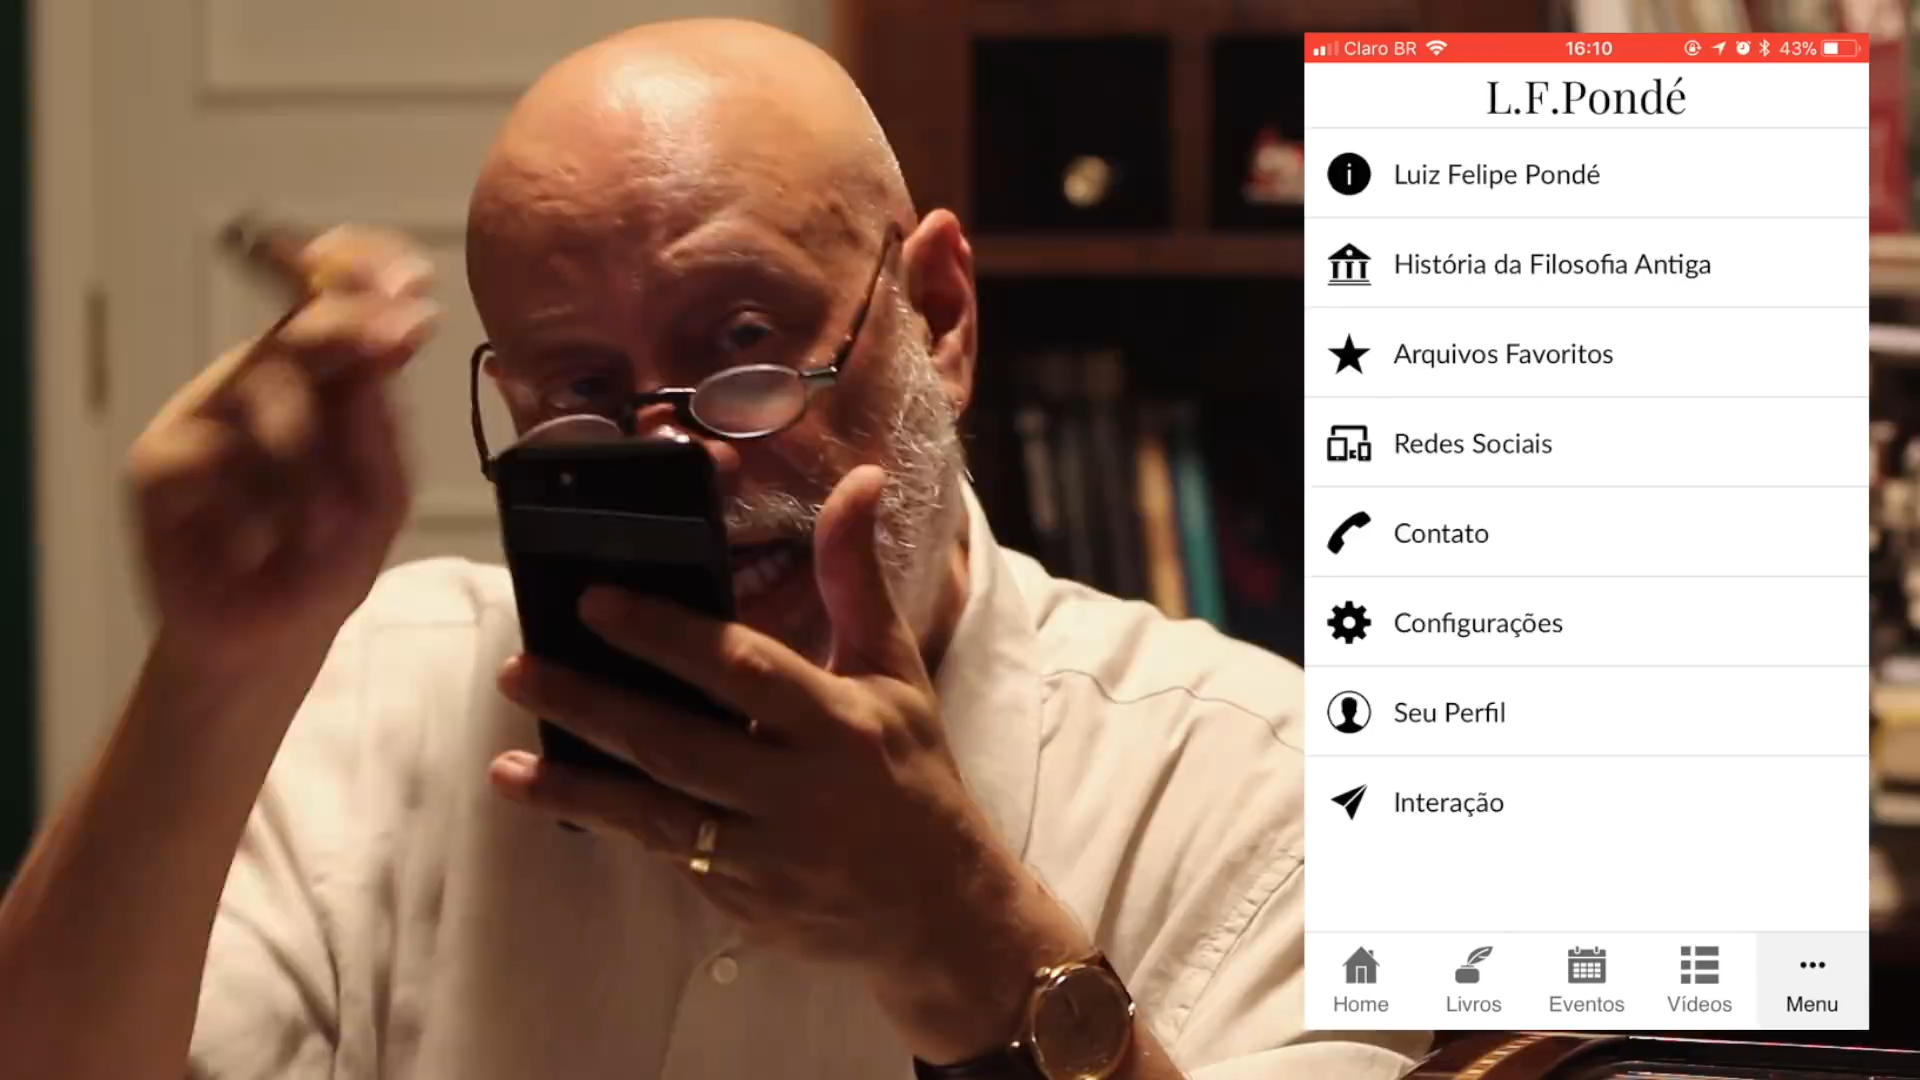 Claro BR 16:10 43%
L.F.Pondé
Luiz Felipe Pondé
História da Filosofia Antiga
Arquivos Favoritos
Redes Sociais
Contato
Configurações
Seu Perfil
Interação
Home Livros Eventos Vídeos Menu